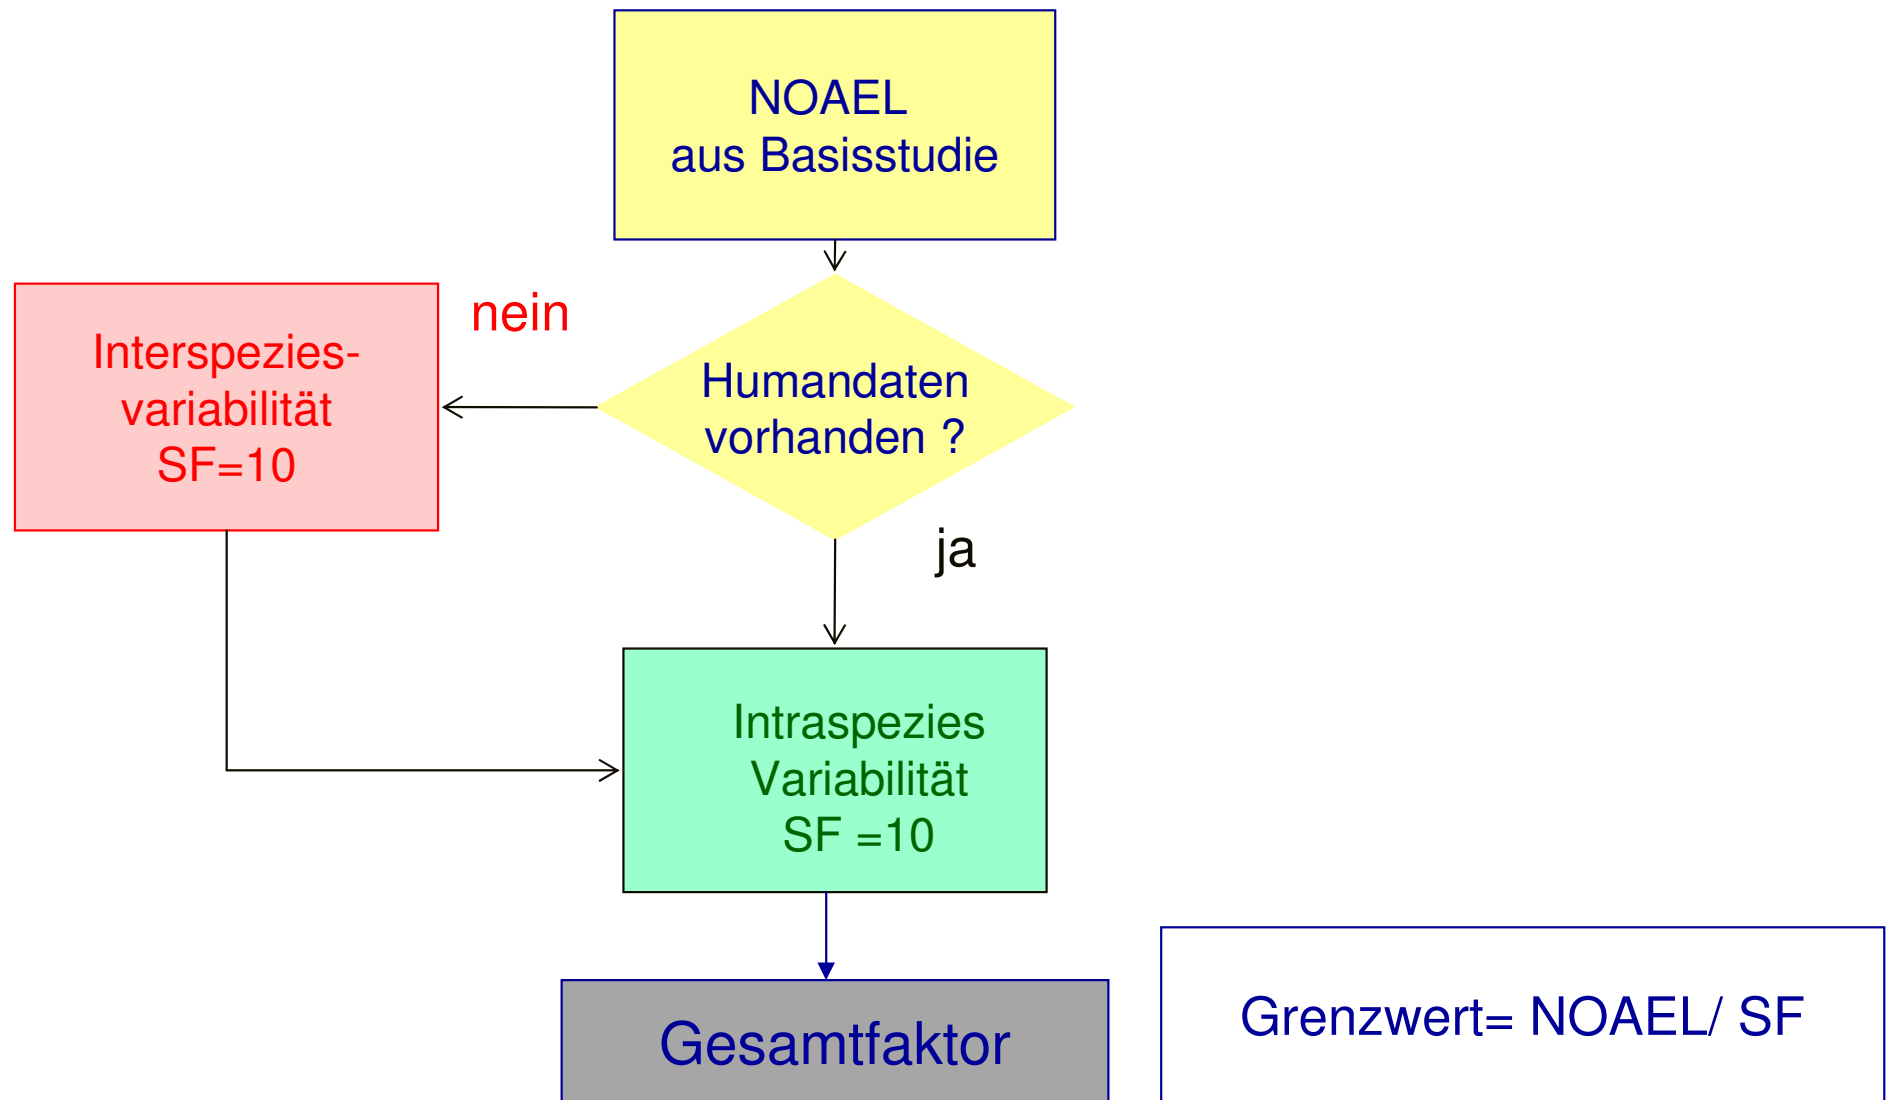 NOAEL
aus Basisstudie
nein
Interspezies-
variabilität
SF=10
Humandaten
vorhanden ?
ja
Intraspezies
Variabilität
SF =10
Gesamtfaktor
Grenzwert= NOAEL/ SF